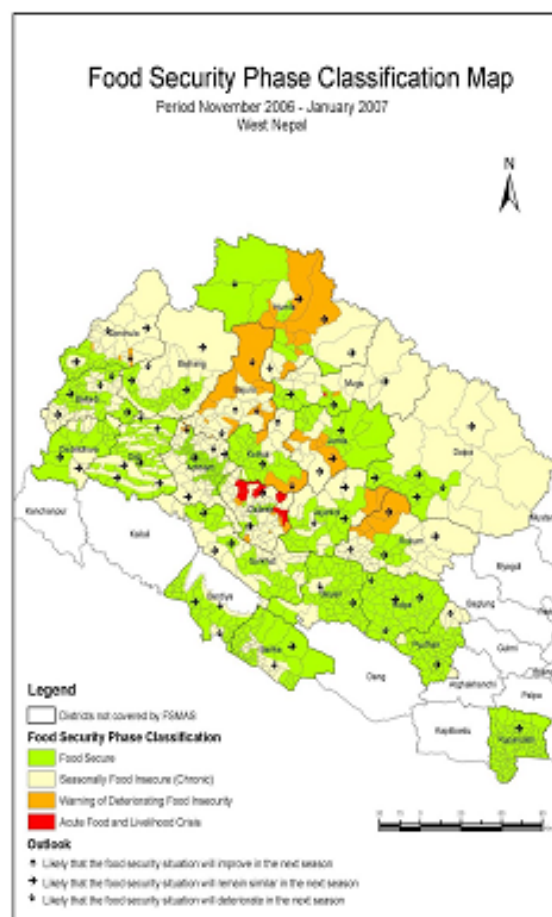 Food Security Phase Classification Map
Period November 2006 - January 2007
West Nepal
N
Humla
Darchula
Bajhang
Bajura
Mugu
Baitadi
Jumla
Dolpa
Dadeldhura
Doti
Achham
Kalikot
Kanchanpur
Kailali
Jajarkot
Rukum
Surkhet
Myagdi
Bardiya
Rolpa
Baglung
Pyuthan
Gulmi
Banke
Dang
Arghakhanchi
Palpa
Kapilbastu
Legend
Districts not covered by FSMAS
Food Security Phase Classification
Food Secure
Seasonally Food Insecure (Chronic)
Warning of Deteriorating Food Insecurity
Acute Food and Livelihood Crisis
Outlook
Likely that the food security situation will improve in the next season
Likely that the food security situation will remain similar in the next season
Likely that the food security situation will deteriorate in the next season